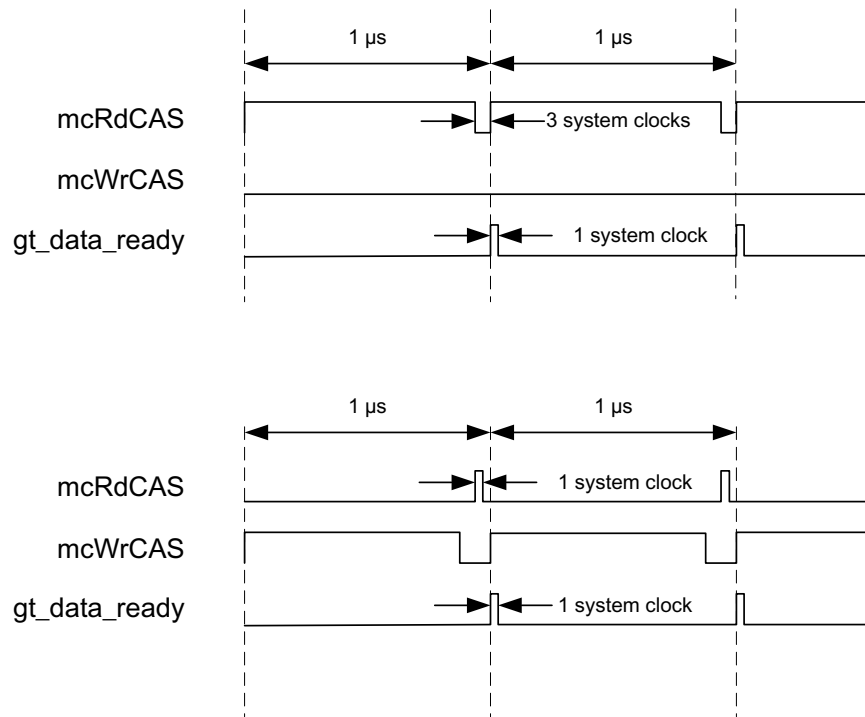 1 µs 1 µs
mcRdCAS
3 system clocks
mcWrCAS
gt_data_ready
1 system clock
1 µs 1 µs
mcRdCAS
1 system clock
mcWrCAS
gt_data_ready
1 system clock